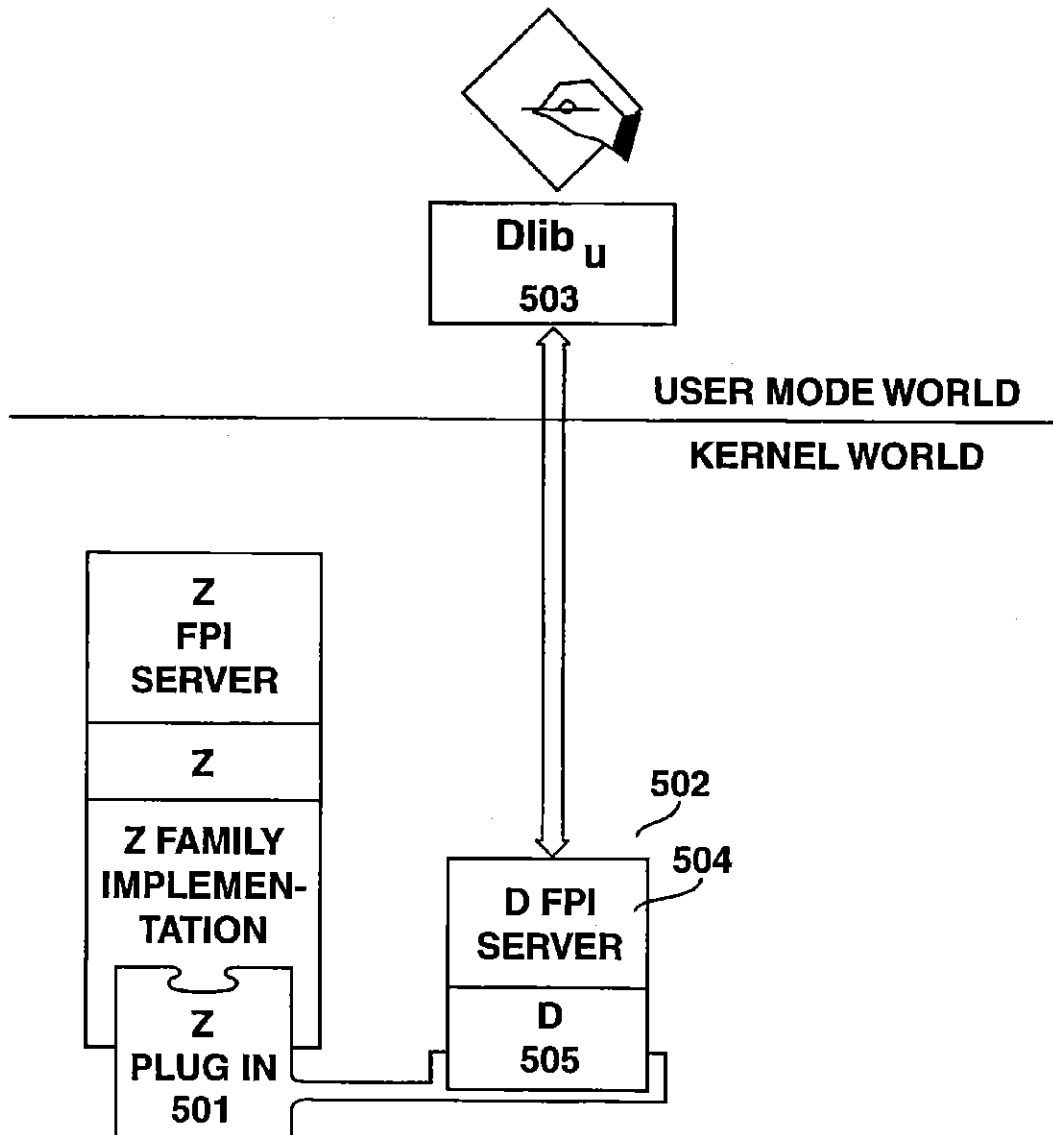 Dlib u
503
USER MODE WORLD
KERNEL WORLD
Z
FPI
SERVER
Z
Z FAMILY
IMPLEMEN-
TATION
Z
PLUG IN
501
502
504
D FPI
SERVER
D
505